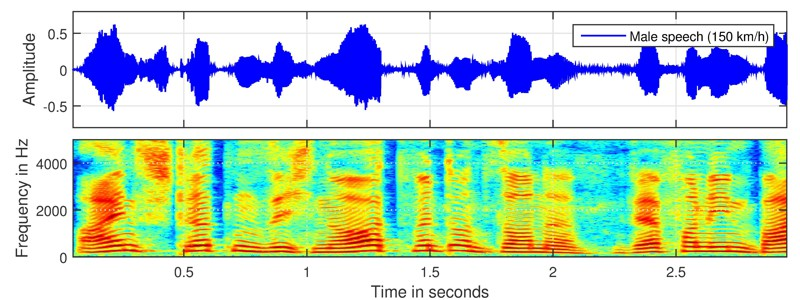 Amplitude
0.5
0
-0.5
Male speech (150 km/h)
Frequency in Hz
4000
2000
0
0.5
1
1.5
2
2.5
Time in seconds